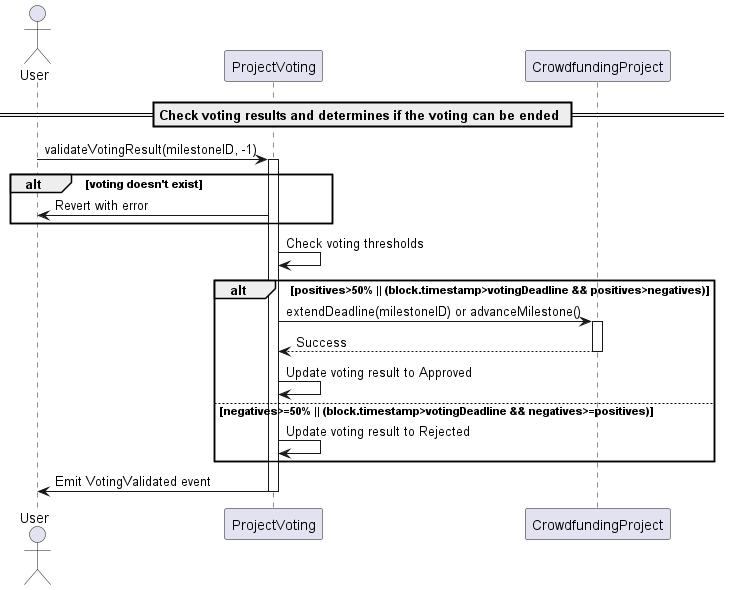 User
ProjectVoting
CrowdfundingProject
Check voting results and determines if the voting can be ended
validateVotingResult(milestoneID, -1)
alt
[voting doesn't exist]
Revert with error
Check voting thresholds
alt
[positives>50% || (block.timestamp>votingDeadline && positives>negatives)]
extendDeadline(milestoneID) or advanceMilestone()
Success
Update voting result to Approved
[negatives>=50% || (block.timestamp>votingDeadline && negatives>=positives)]
Update voting result to Rejected
Emit VotingValidated event
User
ProjectVoting
CrowdfundingProject